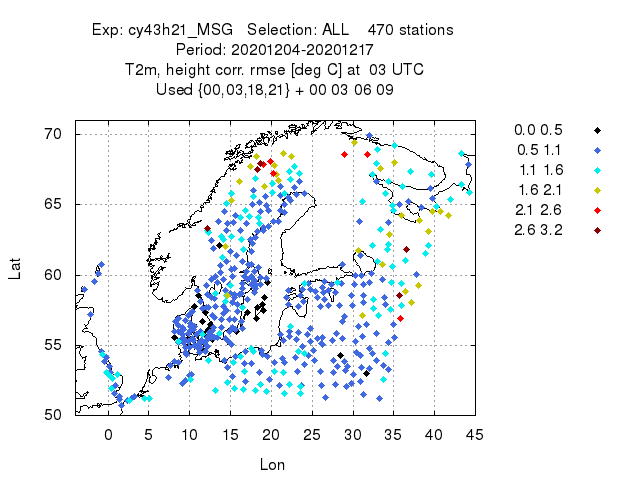 Exp: cy43h21_MSG   Selection: ALL    470 stations
Period: 20201204-20201217
T2m, height corr. rmse [deg C] at  03 UTC
Used {00,03,18,21} + 00 03 06 09
0.0 0.5
0.5 1.1
1.1 1.6
1.6 2.1
2.1 2.6
2.6 3.2
70
65
60
55
50
Lat
0 5 10 15 20 25 30 35 40 45
Lon